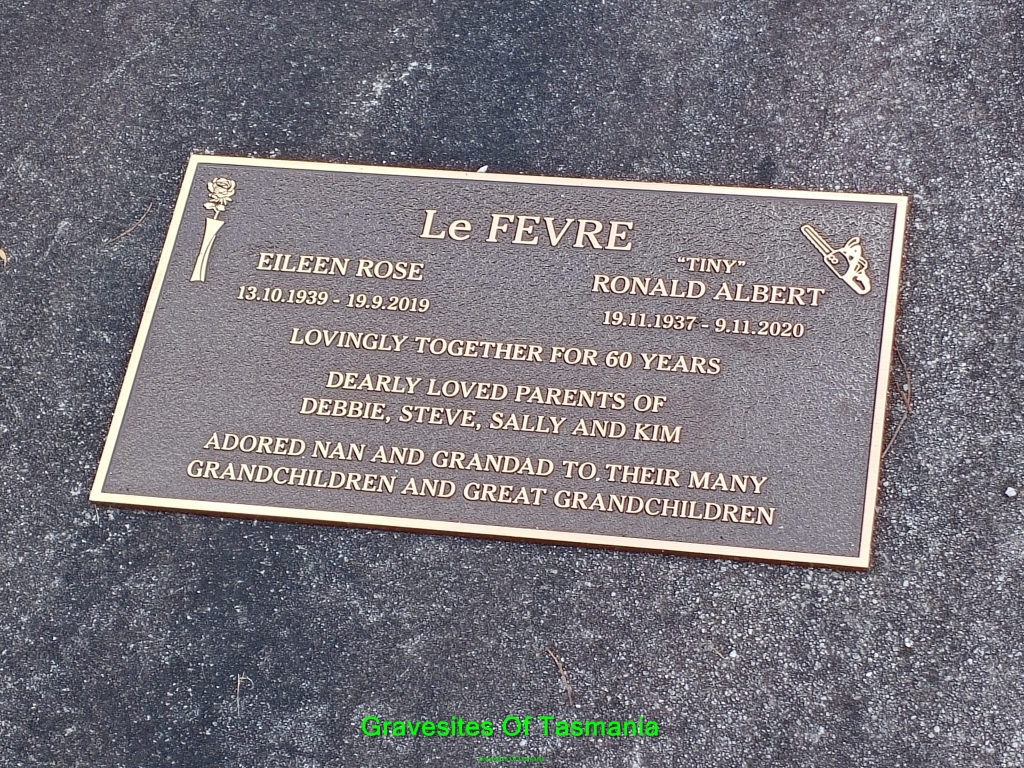 Le FEVRE
EILEEN ROSE
13.10.1939 - 19.9.2019
"TINY"
RONALD ALBERT
19.11.1937 - 9.11.2020
LOVINGLY TOGETHER FOR 60 YEARS
DEARLY LOVED PARENTS OF
DEBBIE, STEVE, SALLY AND KIM
ADORED NAN AND GRANDAD TO THEIR MANY
GRANDCHILDREN AND GREAT GRANDCHILDREN
Gravesites Of Tasmania